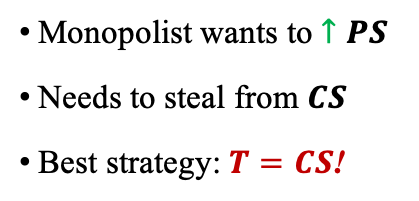 • Monopolist wants to ↑ PS
• Needs to steal from CS
• Best strategy: T = CS!